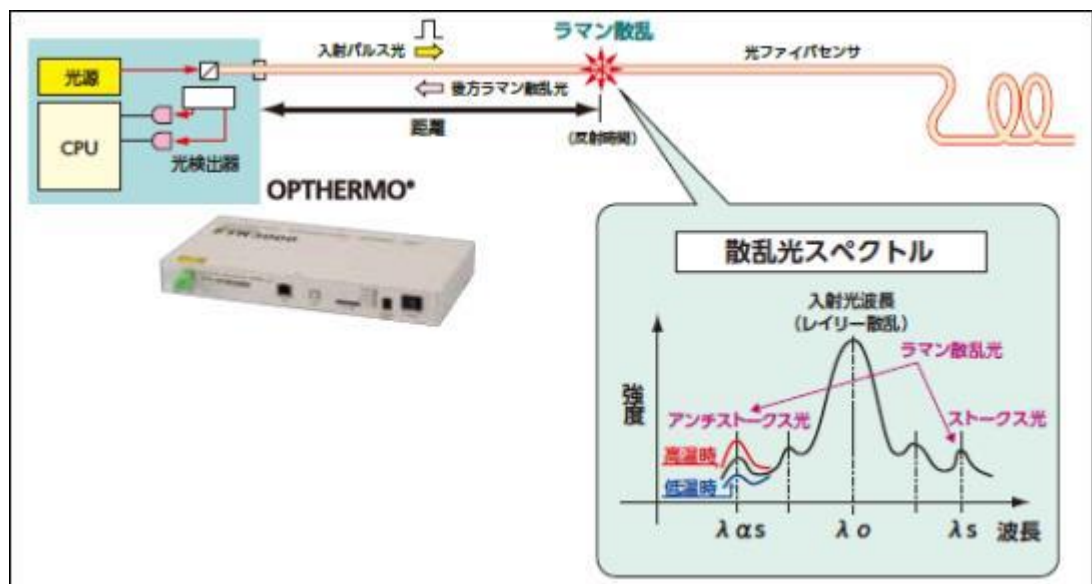 ラマン散乱
入射パルス光
光ファイバセンサ
光源
後方ラマン散乱光
CPU
距離
(反射時間)
光検出器
OPTHERMO®
散乱光スペクトル
入射光波長
(レイリー散乱)
ラマン散乱光
強度
アンチストークス光
ストークス光
高温時
低温時
λαs
λo
λs
波長